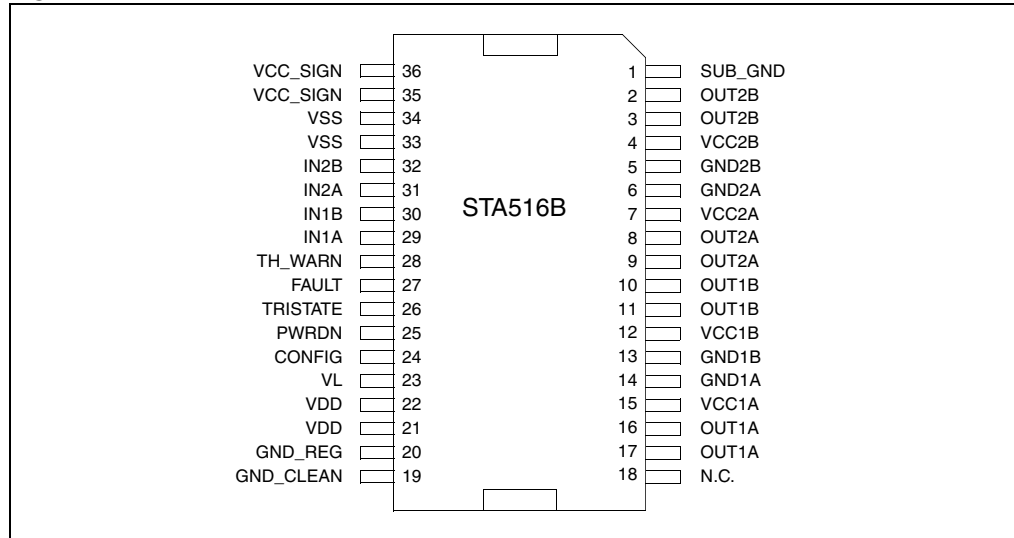 VCC_SIGN 36 1 SUB_GND
VCC_SIGN 35 2 OUT2B
VSS 34 3 OUT2B
VSS 33 4 VCC2B
IN2B 32 5 GND2B
IN2A 31 6 GND2A
IN1B 30 STA516B 7 VCC2A
IN1A 29 8 OUT2A
TH_WARN 28 9 OUT2A
FAULT 27 10 OUT1B
TRISTATE 26 11 OUT1B
PWRDN 25 12 VCC1B
CONFIG 24 13 GND1B
VL 23 14 GND1A
VDD 22 15 VCC1A
VDD 21 16 OUT1A
GND_REG 20 17 OUT1A
GND_CLEAN 19 18 N.C.